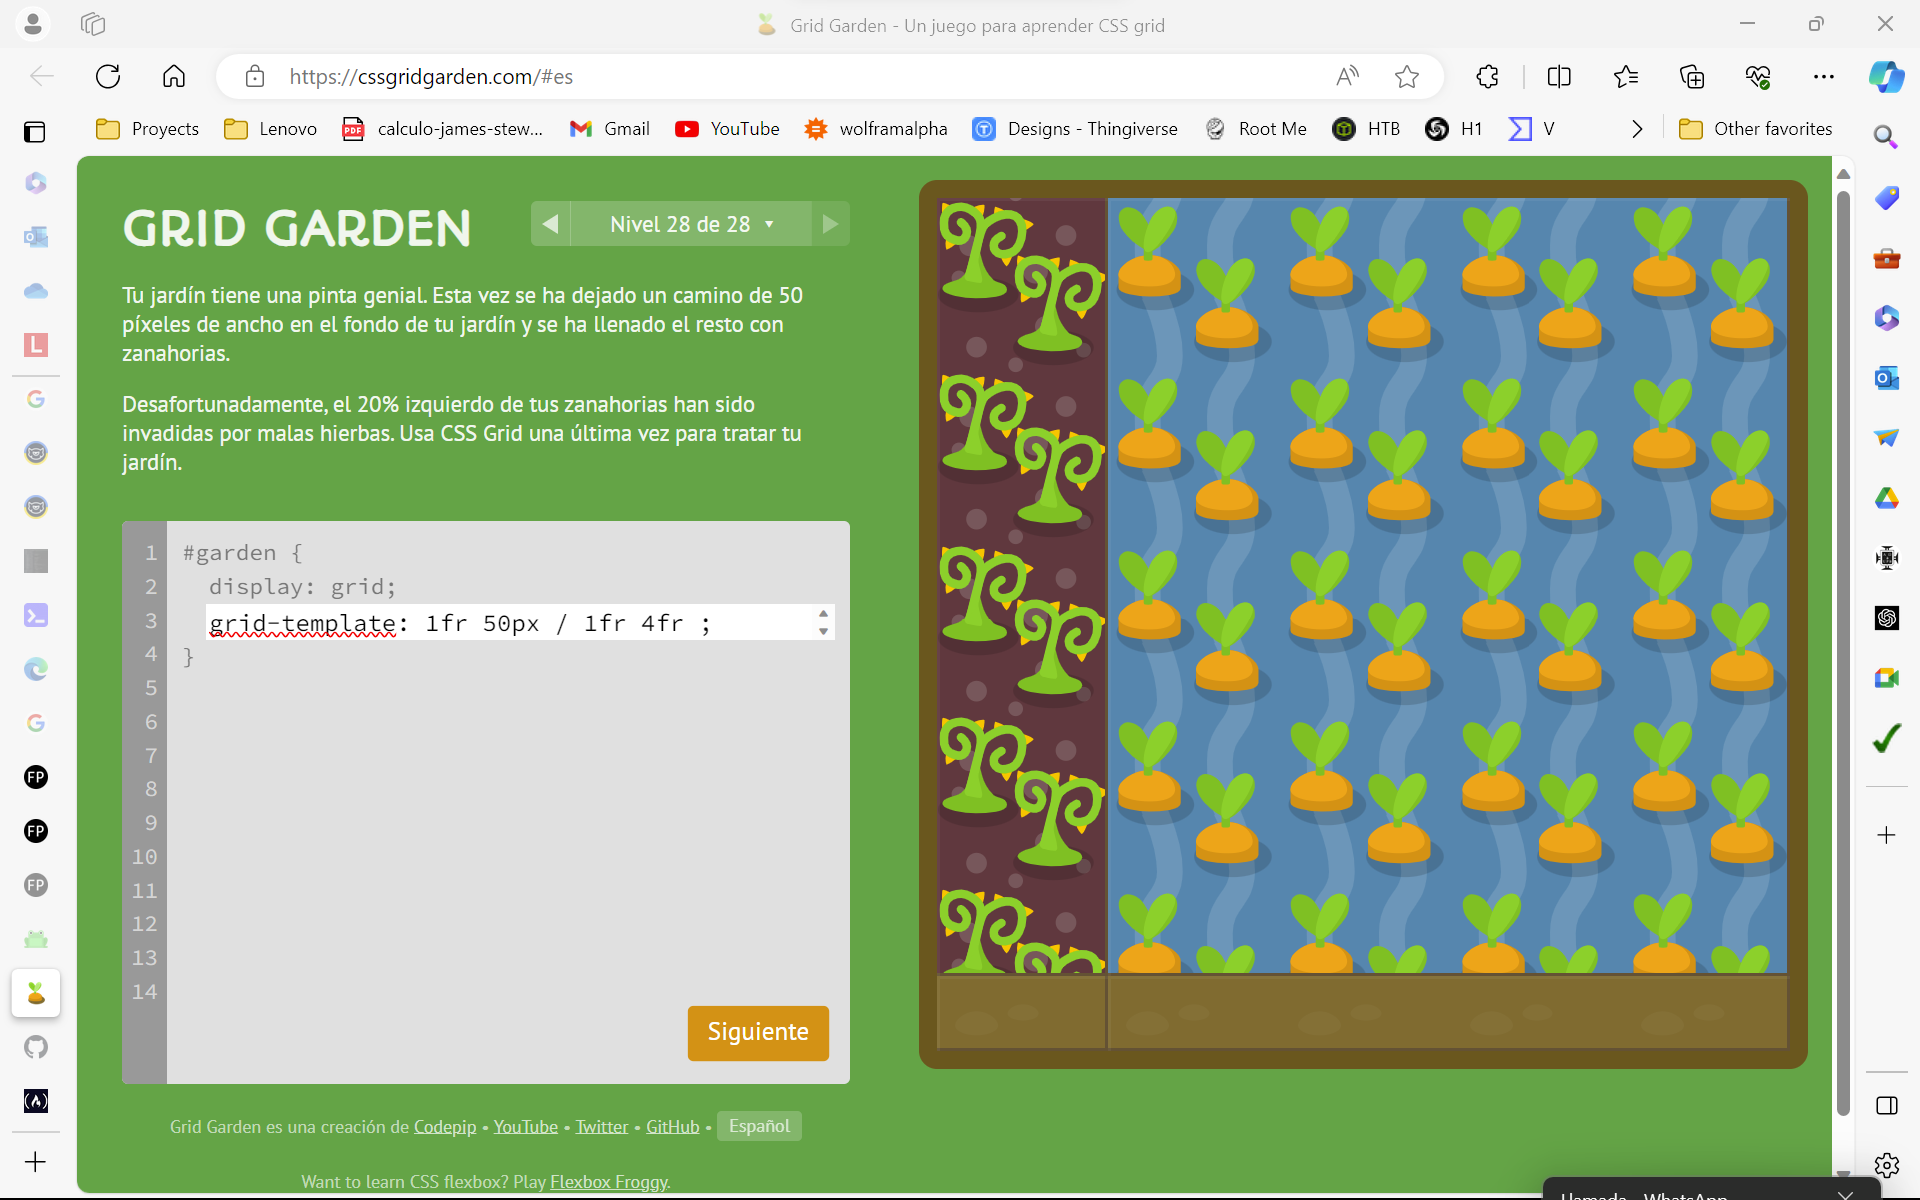 Grid Garden - Un juego para aprender CSS grid
https://cssgridgarden.com/#es
Proyects
Lenovo
calculo-james-stew...
Gmail
YouTube
wolframalpha
Designs - Thingiverse
Root Me
HTB
H1
V
Other favorites
GRID GARDEN
Nivel 28 de 28
Tu jardín tiene una pinta genial. Esta vez se ha dejado un camino de 50
píxeles de ancho en el fondo de tu jardín y se ha llenado el resto con
zanahorias.
Desafortunadamente, el 20% izquierdo de tus zanahorias han sido
invadidas por malas hierbas. Usa CSS Grid una última vez para tratar tu
jardín.
1 #garden {
2 display: grid;
3 grid-template: 1fr 50px / 1fr 4fr ;
4 }
5
6
7
8
9
10
11
12
13
14
Siguiente
Grid Garden es una creación de Codepip • YouTube • Twitter • GitHub • Español
Want to learn CSS flexbox? Play Flexbox Froggy.
Llamada - WhatsApp